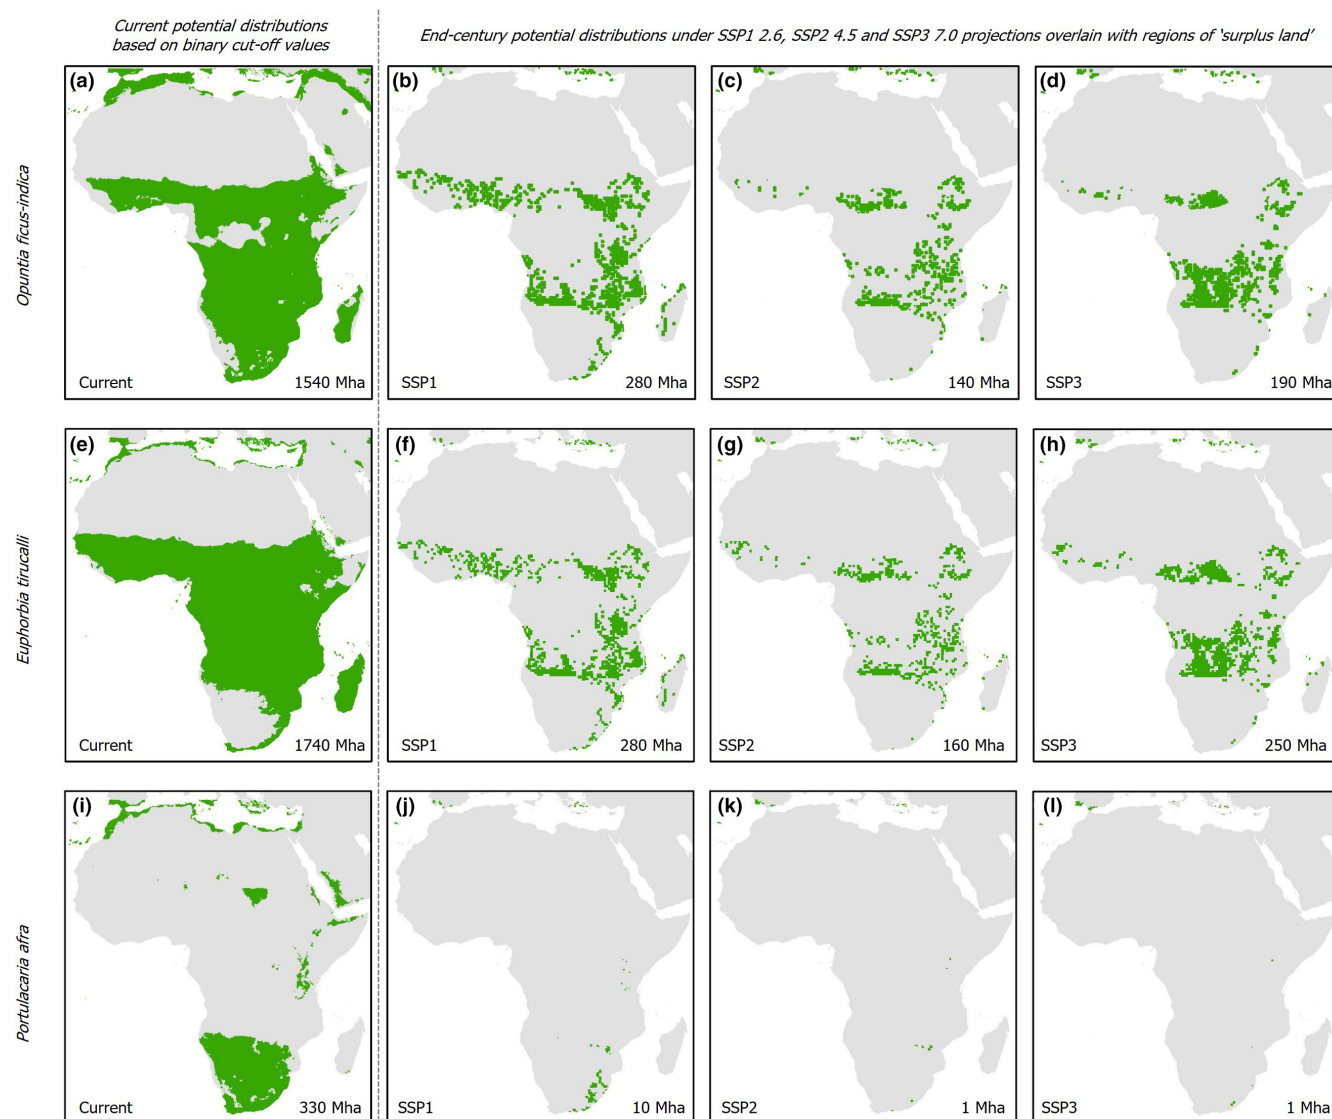 Current potential distributions
based on binary cut-off values
End-century potential distributions under SSP1 2.6, SSP2 4.5 and SSP3 7.0 projections overlain with regions of ‘surplus land’
Opuntia ficus-indica
(a)
Current 1540 Mha
(b)
SSP1 280 Mha
(c)
SSP2 140 Mha
(d)
SSP3 190 Mha
Euphorbia tirucalli
(e)
Current 1740 Mha
(f)
SSP1 280 Mha
(g)
SSP2 160 Mha
(h)
SSP3 250 Mha
Portulacaria afra
(i)
Current 330 Mha
(j)
SSP1 10 Mha
(k)
SSP2 1 Mha
(l)
SSP3 1 Mha